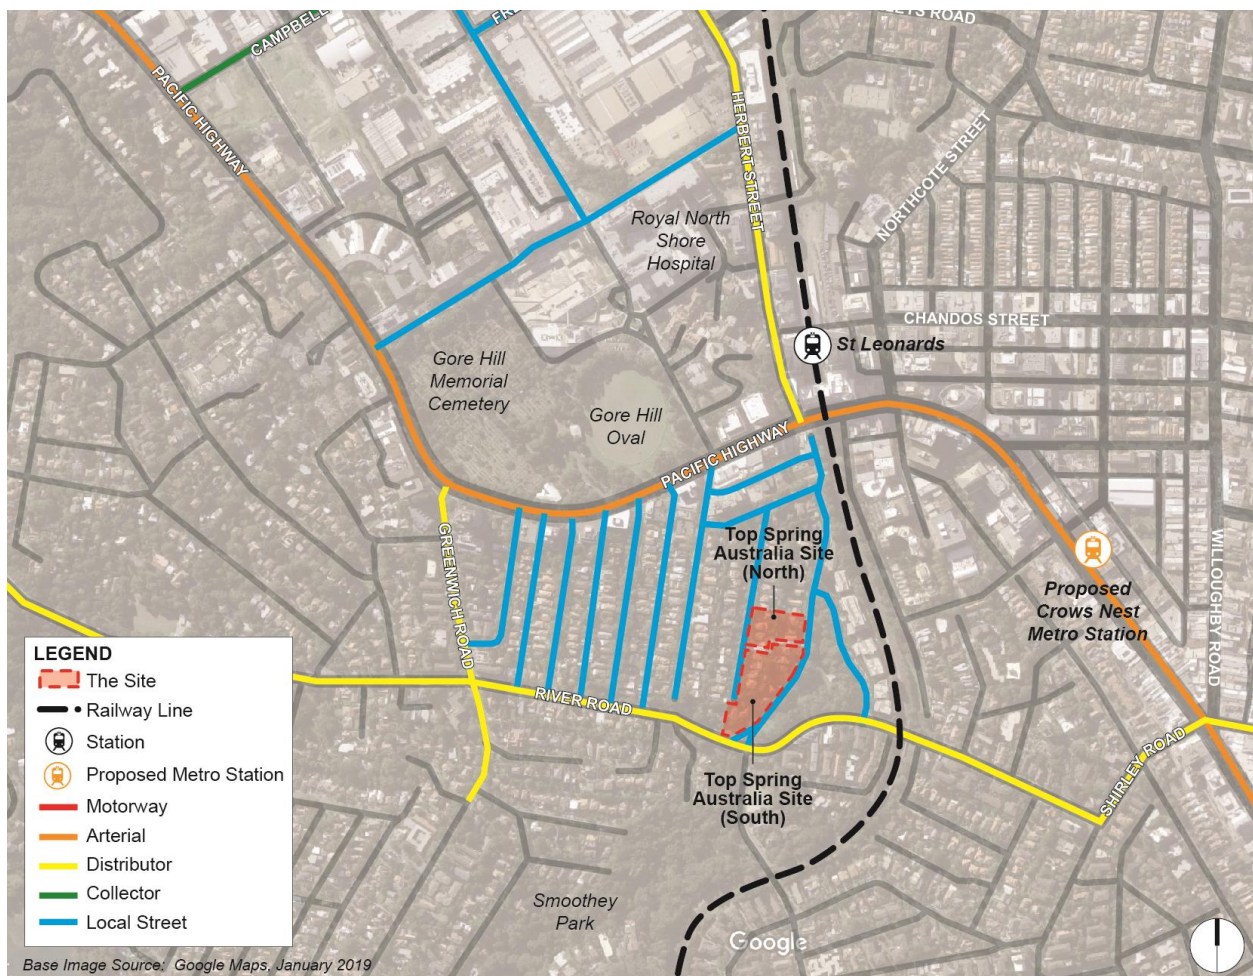 CAMPBELL
FRE
EYS ROAD
PACIFIC HIGHWAY
HERBERT STREET
NORTHCOTE STREET
Royal North
Shore
Hospital
CHANDOS STREET
St Leonards
Gore Hill
Memorial
Cemetery
Gore Hill
Oval
PACIFIC HIGHWAY
GREENWICH ROAD
Top Spring
Australia Site
(North)
Proposed
Crows Nest
Metro Station
WILLOUGHBY ROAD
RIVER ROAD
SHIRLEY ROAD
Top Spring
Australia Site
(South)
LEGEND
The Site
Railway Line
Station
Proposed Metro Station
Motorway
Arterial
Distributor
Collector
Local Street
Smoothey
Park
Google
Base Image Source: Google Maps, January 2019